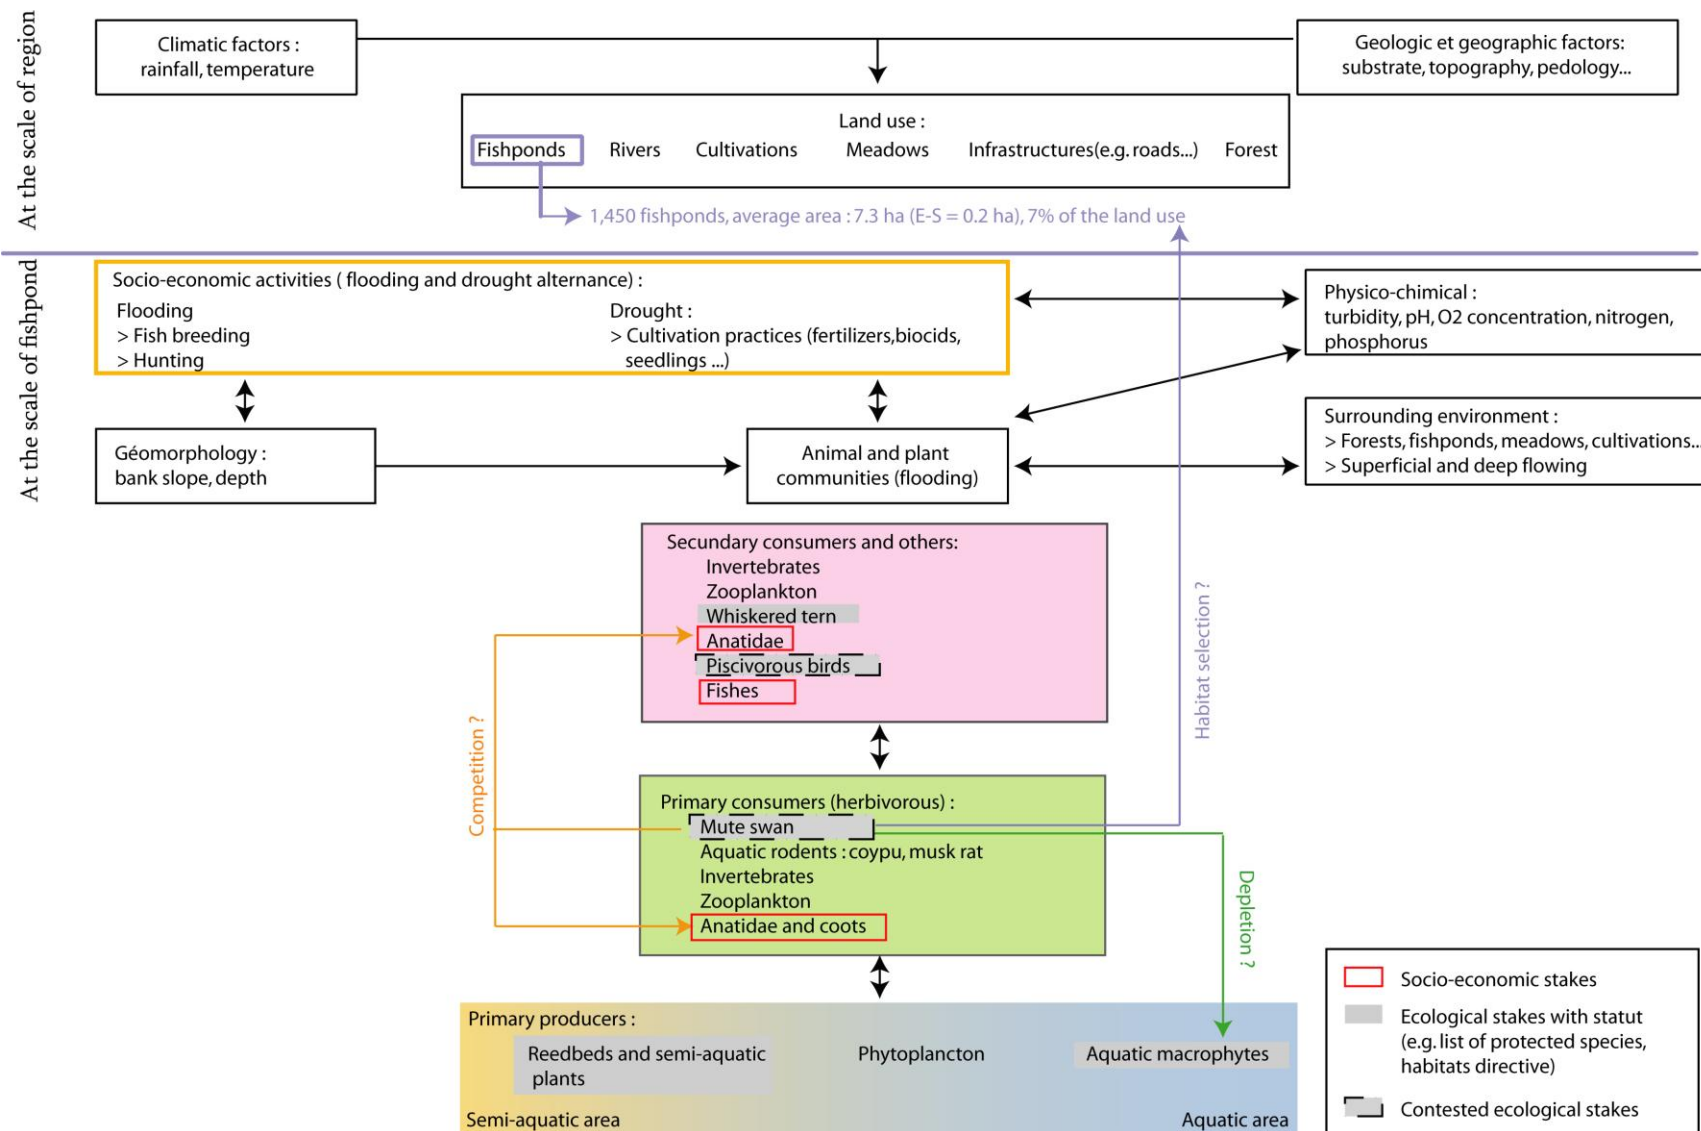 At the scale of region
Climatic factors :
rainfall, temperature
Geologic et geographic factors:
substrate, topography, pedology...
Land use :
Fishponds Rivers Cultivations Meadows Infrastructures(e.g. roads...) Forest
1,450 fishponds, average area : 7.3 ha (E-S = 0.2 ha), 7% of the land use
At the scale of fishpond
Socio-economic activities ( flooding and drought alternance) :
Flooding
> Fish breeding
> Hunting
Drought :
> Cultivation practices (fertilizers,biocids,
seedlings ...)
Physico-chimical :
turbidity, pH, O2 concentration, nitrogen,
phosphorus
Géomorphology :
bank slope, depth
Animal and plant
communities (flooding)
Surrounding environment :
> Forests, fishponds, meadows, cultivations...
> Superficial and deep flowing
Secundary consumers and others:
Invertebrates
Zooplankton
Whiskered tern
Anatidae
Piscivorous birds
Fishes
Competition ?
Habitat selection ?
Primary consumers (herbivorous) :
Mute swan
Aquatic rodents : coypu, musk rat
Invertebrates
Zooplankton
Anatidae and coots
Depletion ?
Primary producers :
Reedbeds and semi-aquatic
plants
Phytoplancton
Aquatic macrophytes
Semi-aquatic area
Aquatic area
Socio-economic stakes
Ecological stakes with statut
(e.g. list of protected species,
habitats directive)
Contested ecological stakes